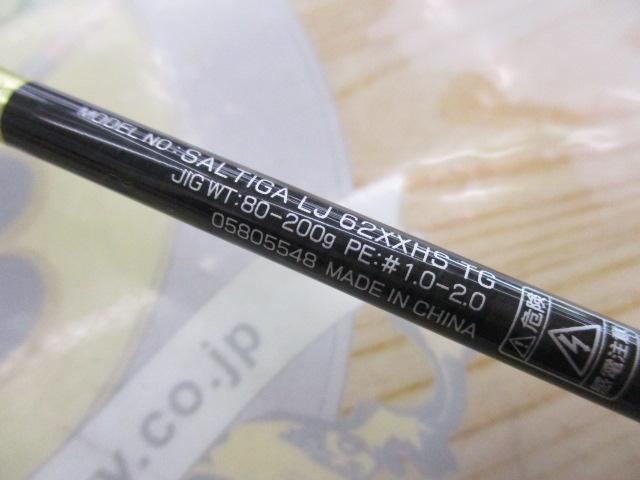 MODEL NO.:SALTIGA LJ 62XXHS TG
JIG WT:80-200g PE:#1.0-2.0
05805548 MADE IN CHINA
危険
感電注意
y.co.jp